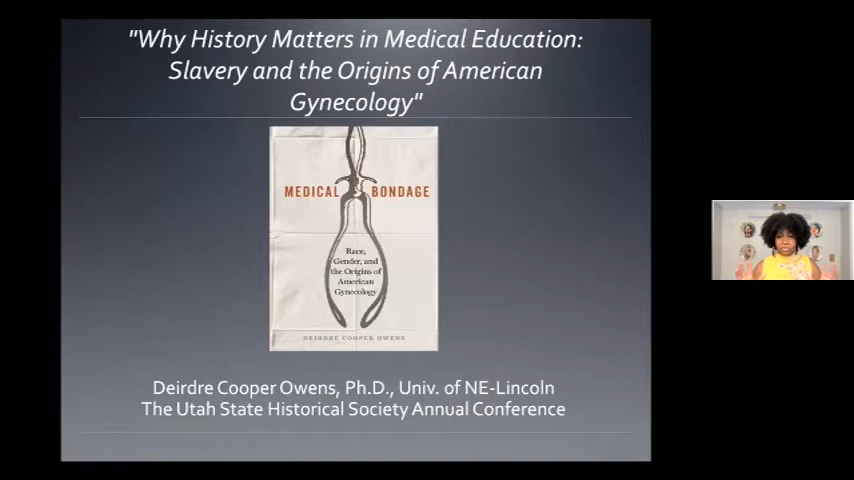 "Why History Matters in Medical Education:
Slavery and the Origins of American
Gynecology"
MEDICAL BONDAGE
Race,
Gender, and
the Origins of
American
Gynecology
DEIRDRE COOPER OWENS
Deirdre Cooper Owens, Ph.D., Univ. of NE-Lincoln
The Utah State Historical Society Annual Conference